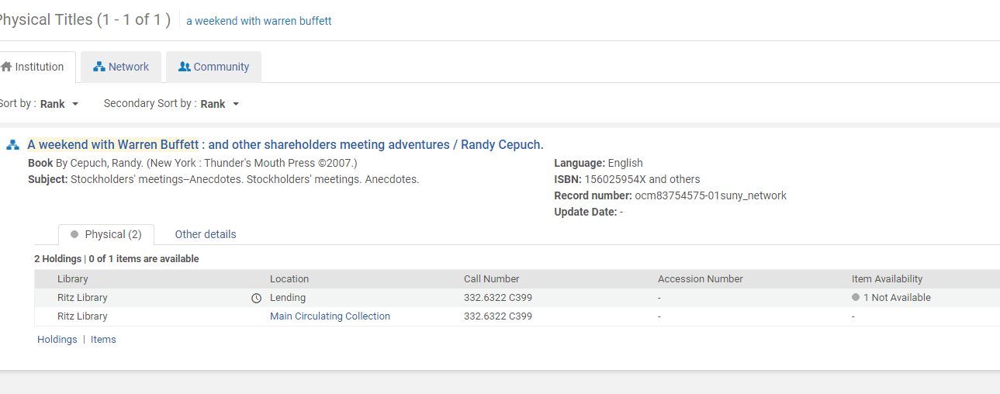 Physical Titles (1 - 1 of 1 ) a weekend with warren buffett
Institution Network Community
Sort by : Rank Secondary Sort by : Rank
A weekend with Warren Buffett : and other shareholders meeting adventures / Randy Cepuch.
Book By Cepuch, Randy. (New York : Thunder's Mouth Press ©2007.)
Subject: Stockholders' meetings--Anecdotes. Stockholders' meetings. Anecdotes.
Language: English
ISBN: 156025954X and others
Record number: ocm83754575-01suny_network
Update Date: -
Physical (2) Other details
2 Holdings | 0 of 1 items are available
Library Location Call Number Accession Number Item Availability
Ritz Library Lending 332.6322 C399 - 1 Not Available
Ritz Library Main Circulating Collection 332.6322 C399 - -
Holdings | Items